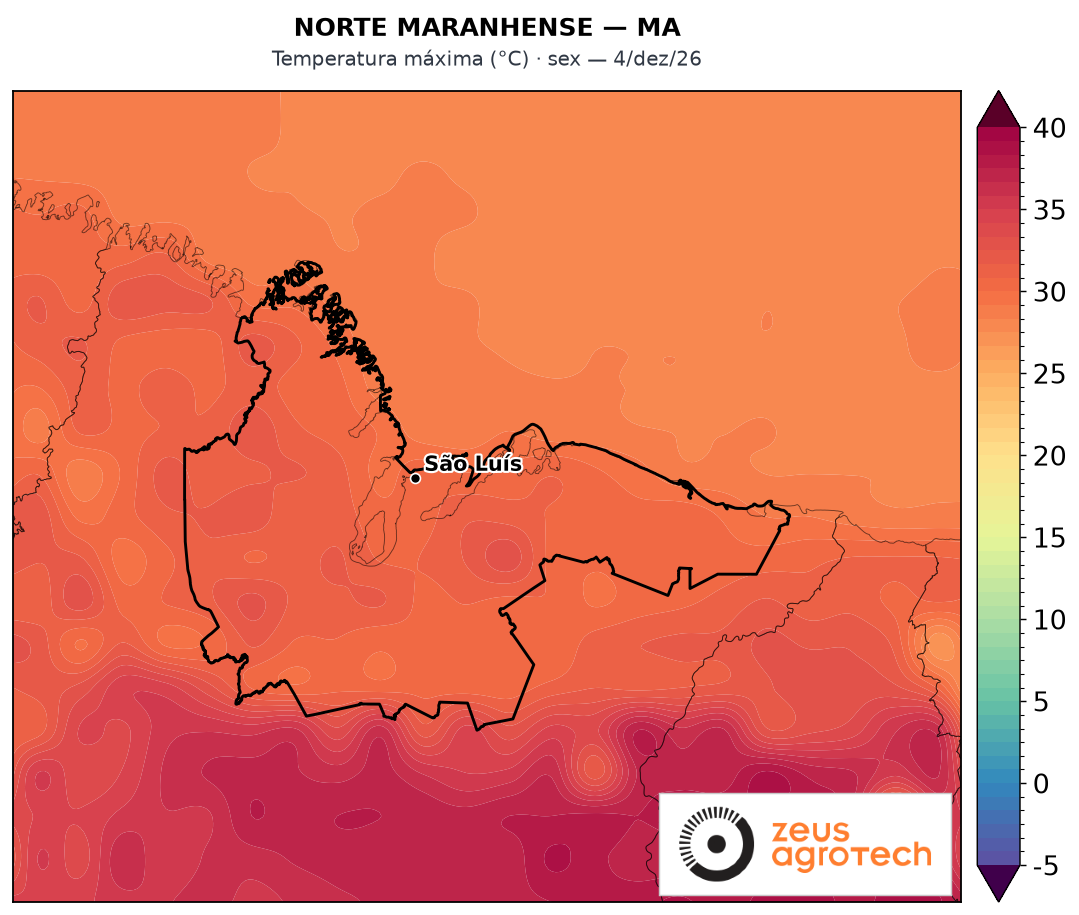 NORTE MARANHENSE — MA
Temperatura máxima (°C) · sex — 4/dez/26
40
35
30
25
20
15
10
5
0
-5
São Luís
zeus
agrotech